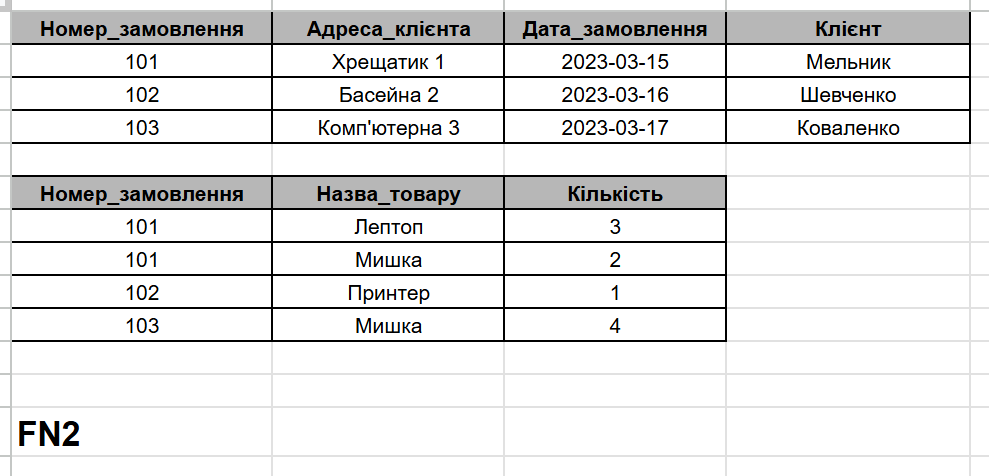 Номер_замовлення Адреса_клієнта Дата_замовлення Клієнт
101 Хрещатик 1 2023-03-15 Мельник
102 Басейна 2 2023-03-16 Шевченко
103 Комп'ютерна 3 2023-03-17 Коваленко
Номер_замовлення Назва_товару Кількість
101 Лептоп 3
101 Мишка 2
102 Принтер 1
103 Мишка 4
FN2